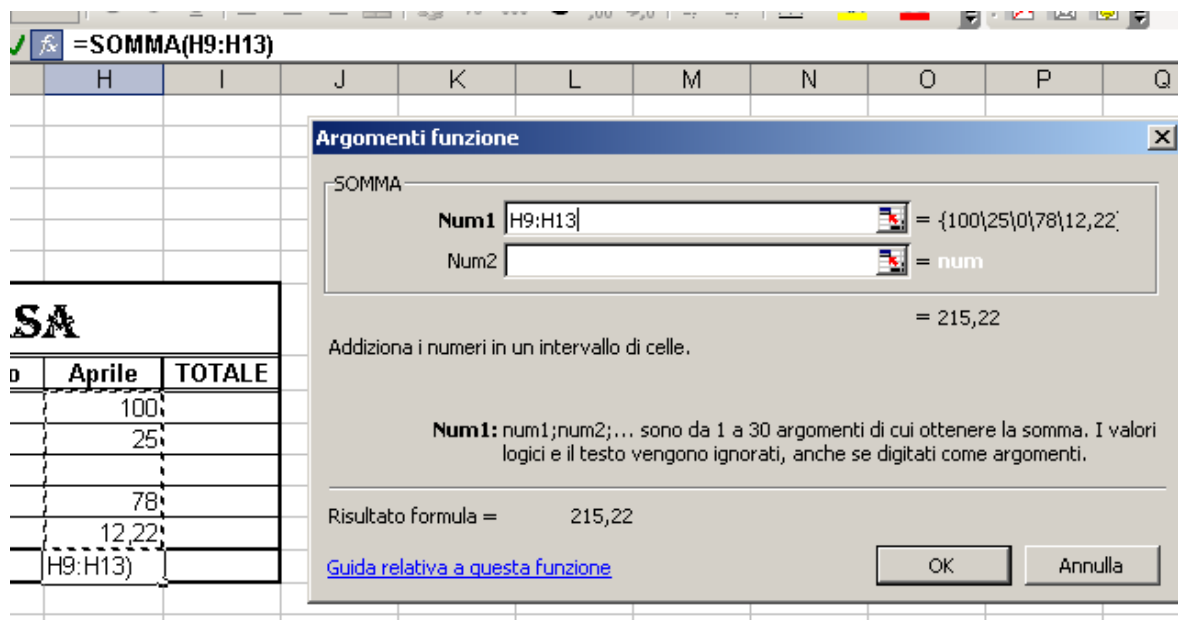 =SOMMA(H9:H13)
H I J K L M N O P Q
Argomenti funzione
SOMMA
Num1 H9:H13 = {100\25\0\78\12,22
Num2 = num
= 215,22
Addiziona i numeri in un intervallo di celle.
Num1: num1;num2;... sono da 1 a 30 argomenti di cui ottenere la somma. I valori
logici e il testo vengono ignorati, anche se digitati come argomenti.
Risultato formula = 215,22
Guida relativa a questa funzione
OK Annulla
SA
o Aprile TOTALE
100
25
78
12,22
H9:H13)